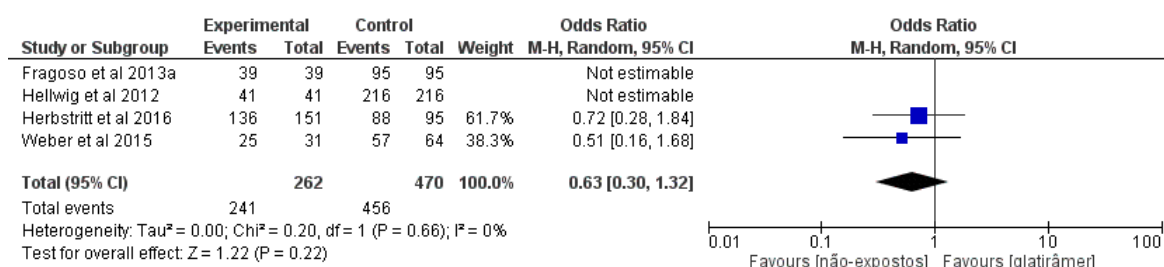 Experimental Control Odds Ratio Odds Ratio
Study or Subgroup Events Total Events Total Weight M-H, Random, 95% CI M-H, Random, 95% CI
Fragoso et al 2013a 39 39 95 95 Not estimable
Hellwig et al 2012 41 41 216 216 Not estimable
Herbstritt et al 2016 136 151 88 95 61.7% 0.72 [0.28, 1.84]
Weber et al 2015 25 31 57 64 38.3% 0.51 [0.16, 1.68]
Total (95% CI) 262 470 100.0% 0.63 [0.30, 1.32]
Total events 241 456
Heterogeneity: Tau² = 0.00; Chi² = 0.20, df = 1 (P = 0.66); I² = 0%
Test for overall effect: Z = 1.22 (P = 0.22)
0.01 0.1 1 10 100
Favours [não-expostos] Favours [glatirâmer]